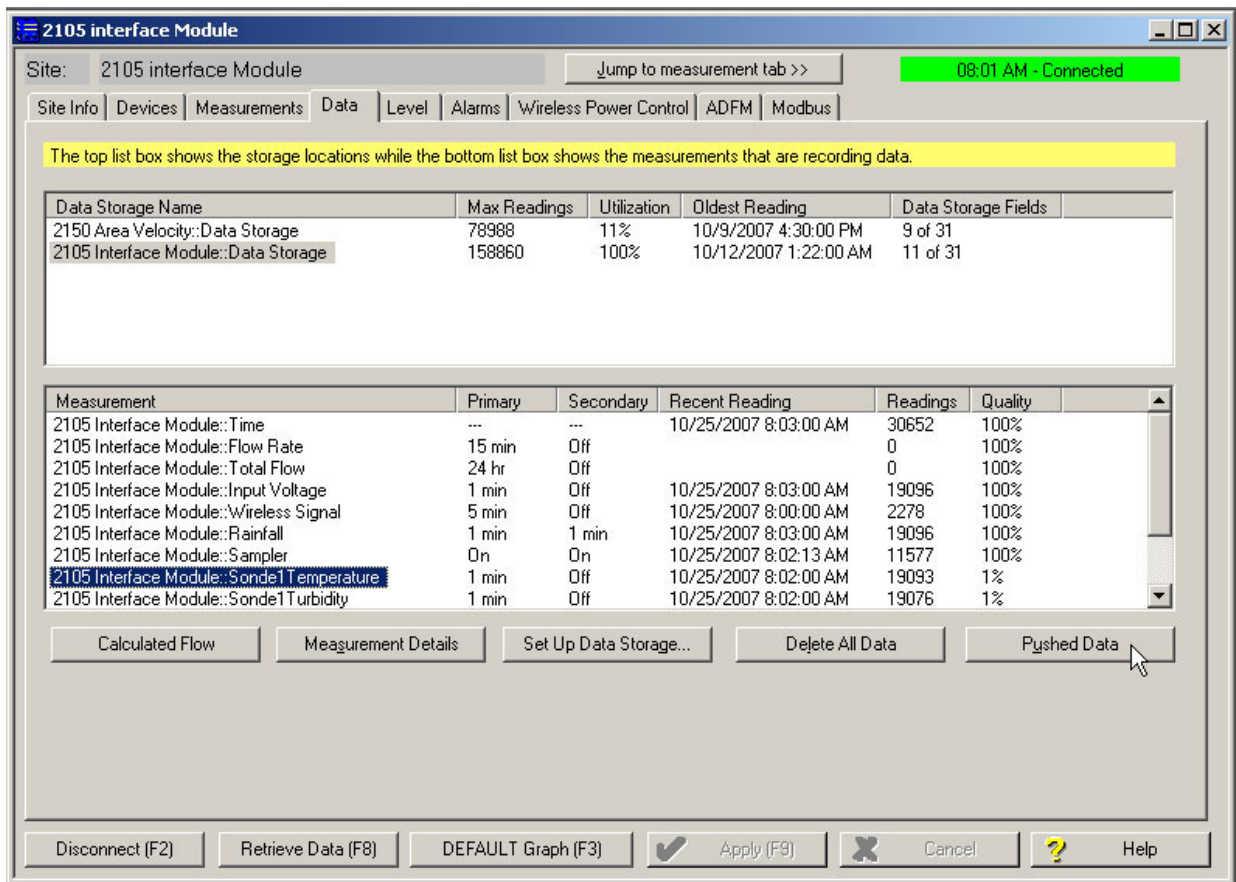 2105 interface Module
Site: 2105 interface Module Jump to measurement tab >> 08:01 AM - Connected
Site Info Devices Measurements Data Level Alarms Wireless Power Control ADFM Modbus
The top list box shows the storage locations while the bottom list box shows the measurements that are recording data.
Data Storage Name Max Readings Utilization Oldest Reading Data Storage Fields
2150 Area Velocity::Data Storage 78988 11% 10/9/2007 4:30:00 PM 9 of 31
2105 Interface Module::Data Storage 158860 100% 10/12/2007 1:22:00 AM 11 of 31
Measurement Primary Secondary Recent Reading Readings Quality
2105 Interface Module::Time --- --- 10/25/2007 8:03:00 AM 30652 100%
2105 Interface Module::Flow Rate 15 min Off 0 100%
2105 Interface Module::Total Flow 24 hr Off 0 100%
2105 Interface Module::Input Voltage 1 min Off 10/25/2007 8:03:00 AM 19096 100%
2105 Interface Module::Wireless Signal 5 min Off 10/25/2007 8:00:00 AM 2278 100%
2105 Interface Module::Rainfall 1 min 1 min 10/25/2007 8:03:00 AM 19096 100%
2105 Interface Module::Sampler On On 10/25/2007 8:02:13 AM 11577 100%
2105 Interface Module::Sonde1Temperature 1 min Off 10/25/2007 8:02:00 AM 19093 1%
2105 Interface Module::Sonde1Turbidity 1 min Off 10/25/2007 8:02:00 AM 19076 1%
Calculated Flow Measurement Details Set Up Data Storage... Delete All Data Pushed Data
Disconnect (F2) Retrieve Data (F8) DEFAULT Graph (F3) Apply (F9) Cancel ? Help